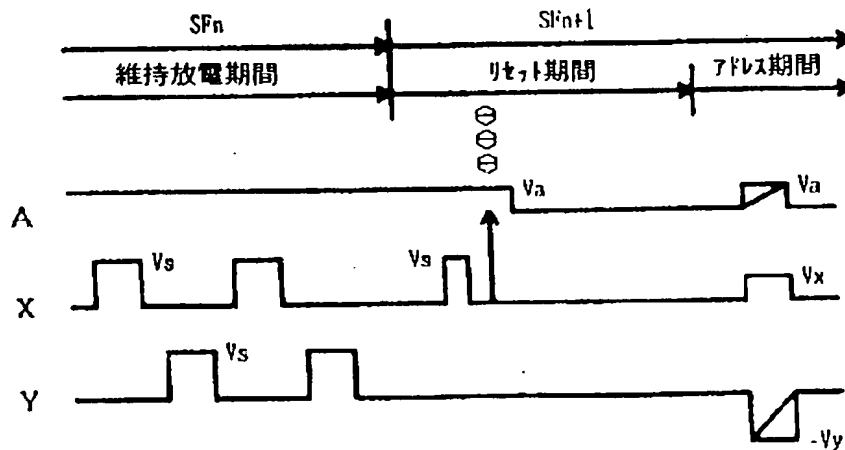 SFn SFn+1
維持放電期間 リセット期間 アドレス期間
A Va Va
X Vs Vs Vx
Y Vs -Vy